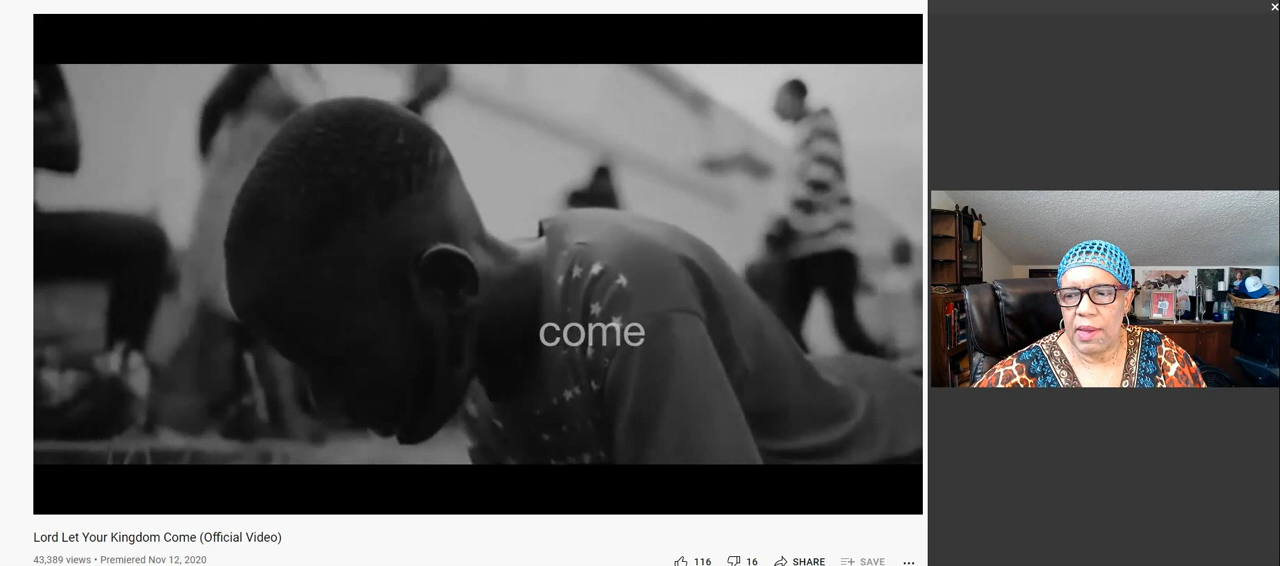 come
Lord Let Your Kingdom Come (Official Video)
43,389 views • Premiered Nov 12, 2020
116
16
SHARE
SAVE